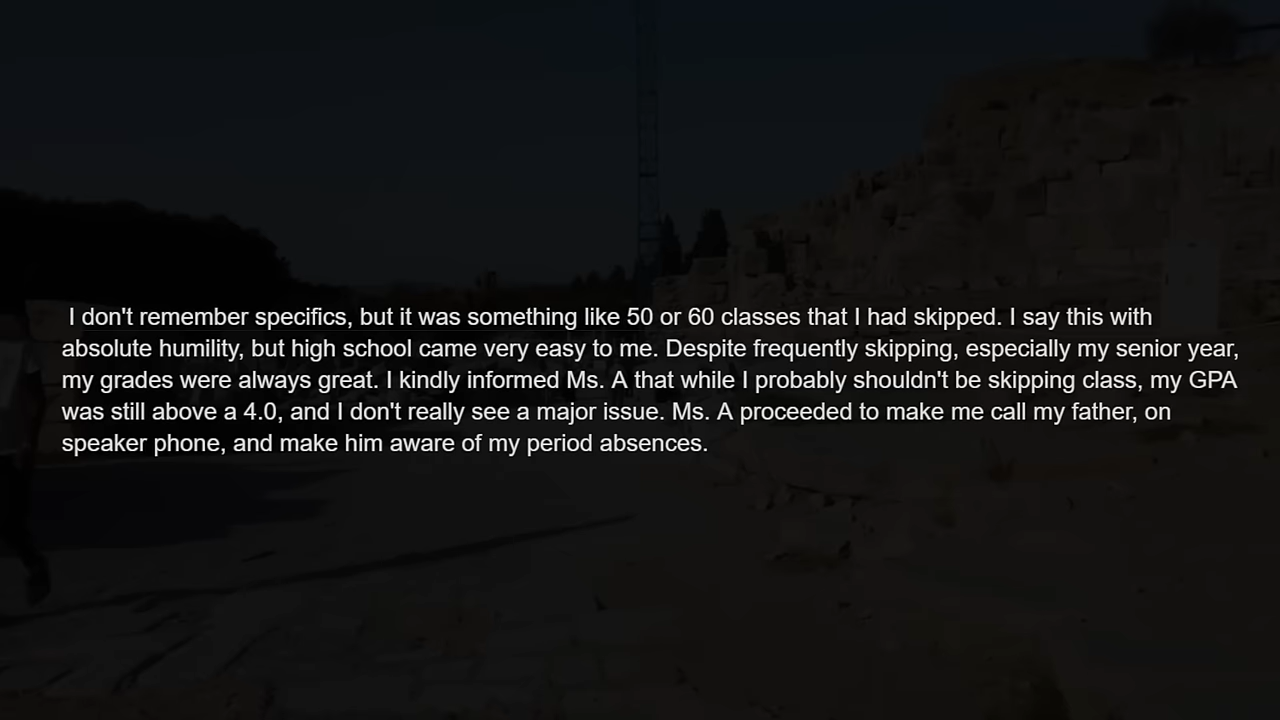 I don't remember specifics, but it was something like 50 or 60 classes that I had skipped. I say this with
absolute humility, but high school came very easy to me. Despite frequently skipping, especially my senior year,
my grades were always great. I kindly informed Ms. A that while I probably shouldn't be skipping class, my GPA
was still above a 4.0, and I don't really see a major issue. Ms. A proceeded to make me call my father, on
speaker phone, and make him aware of my period absences.